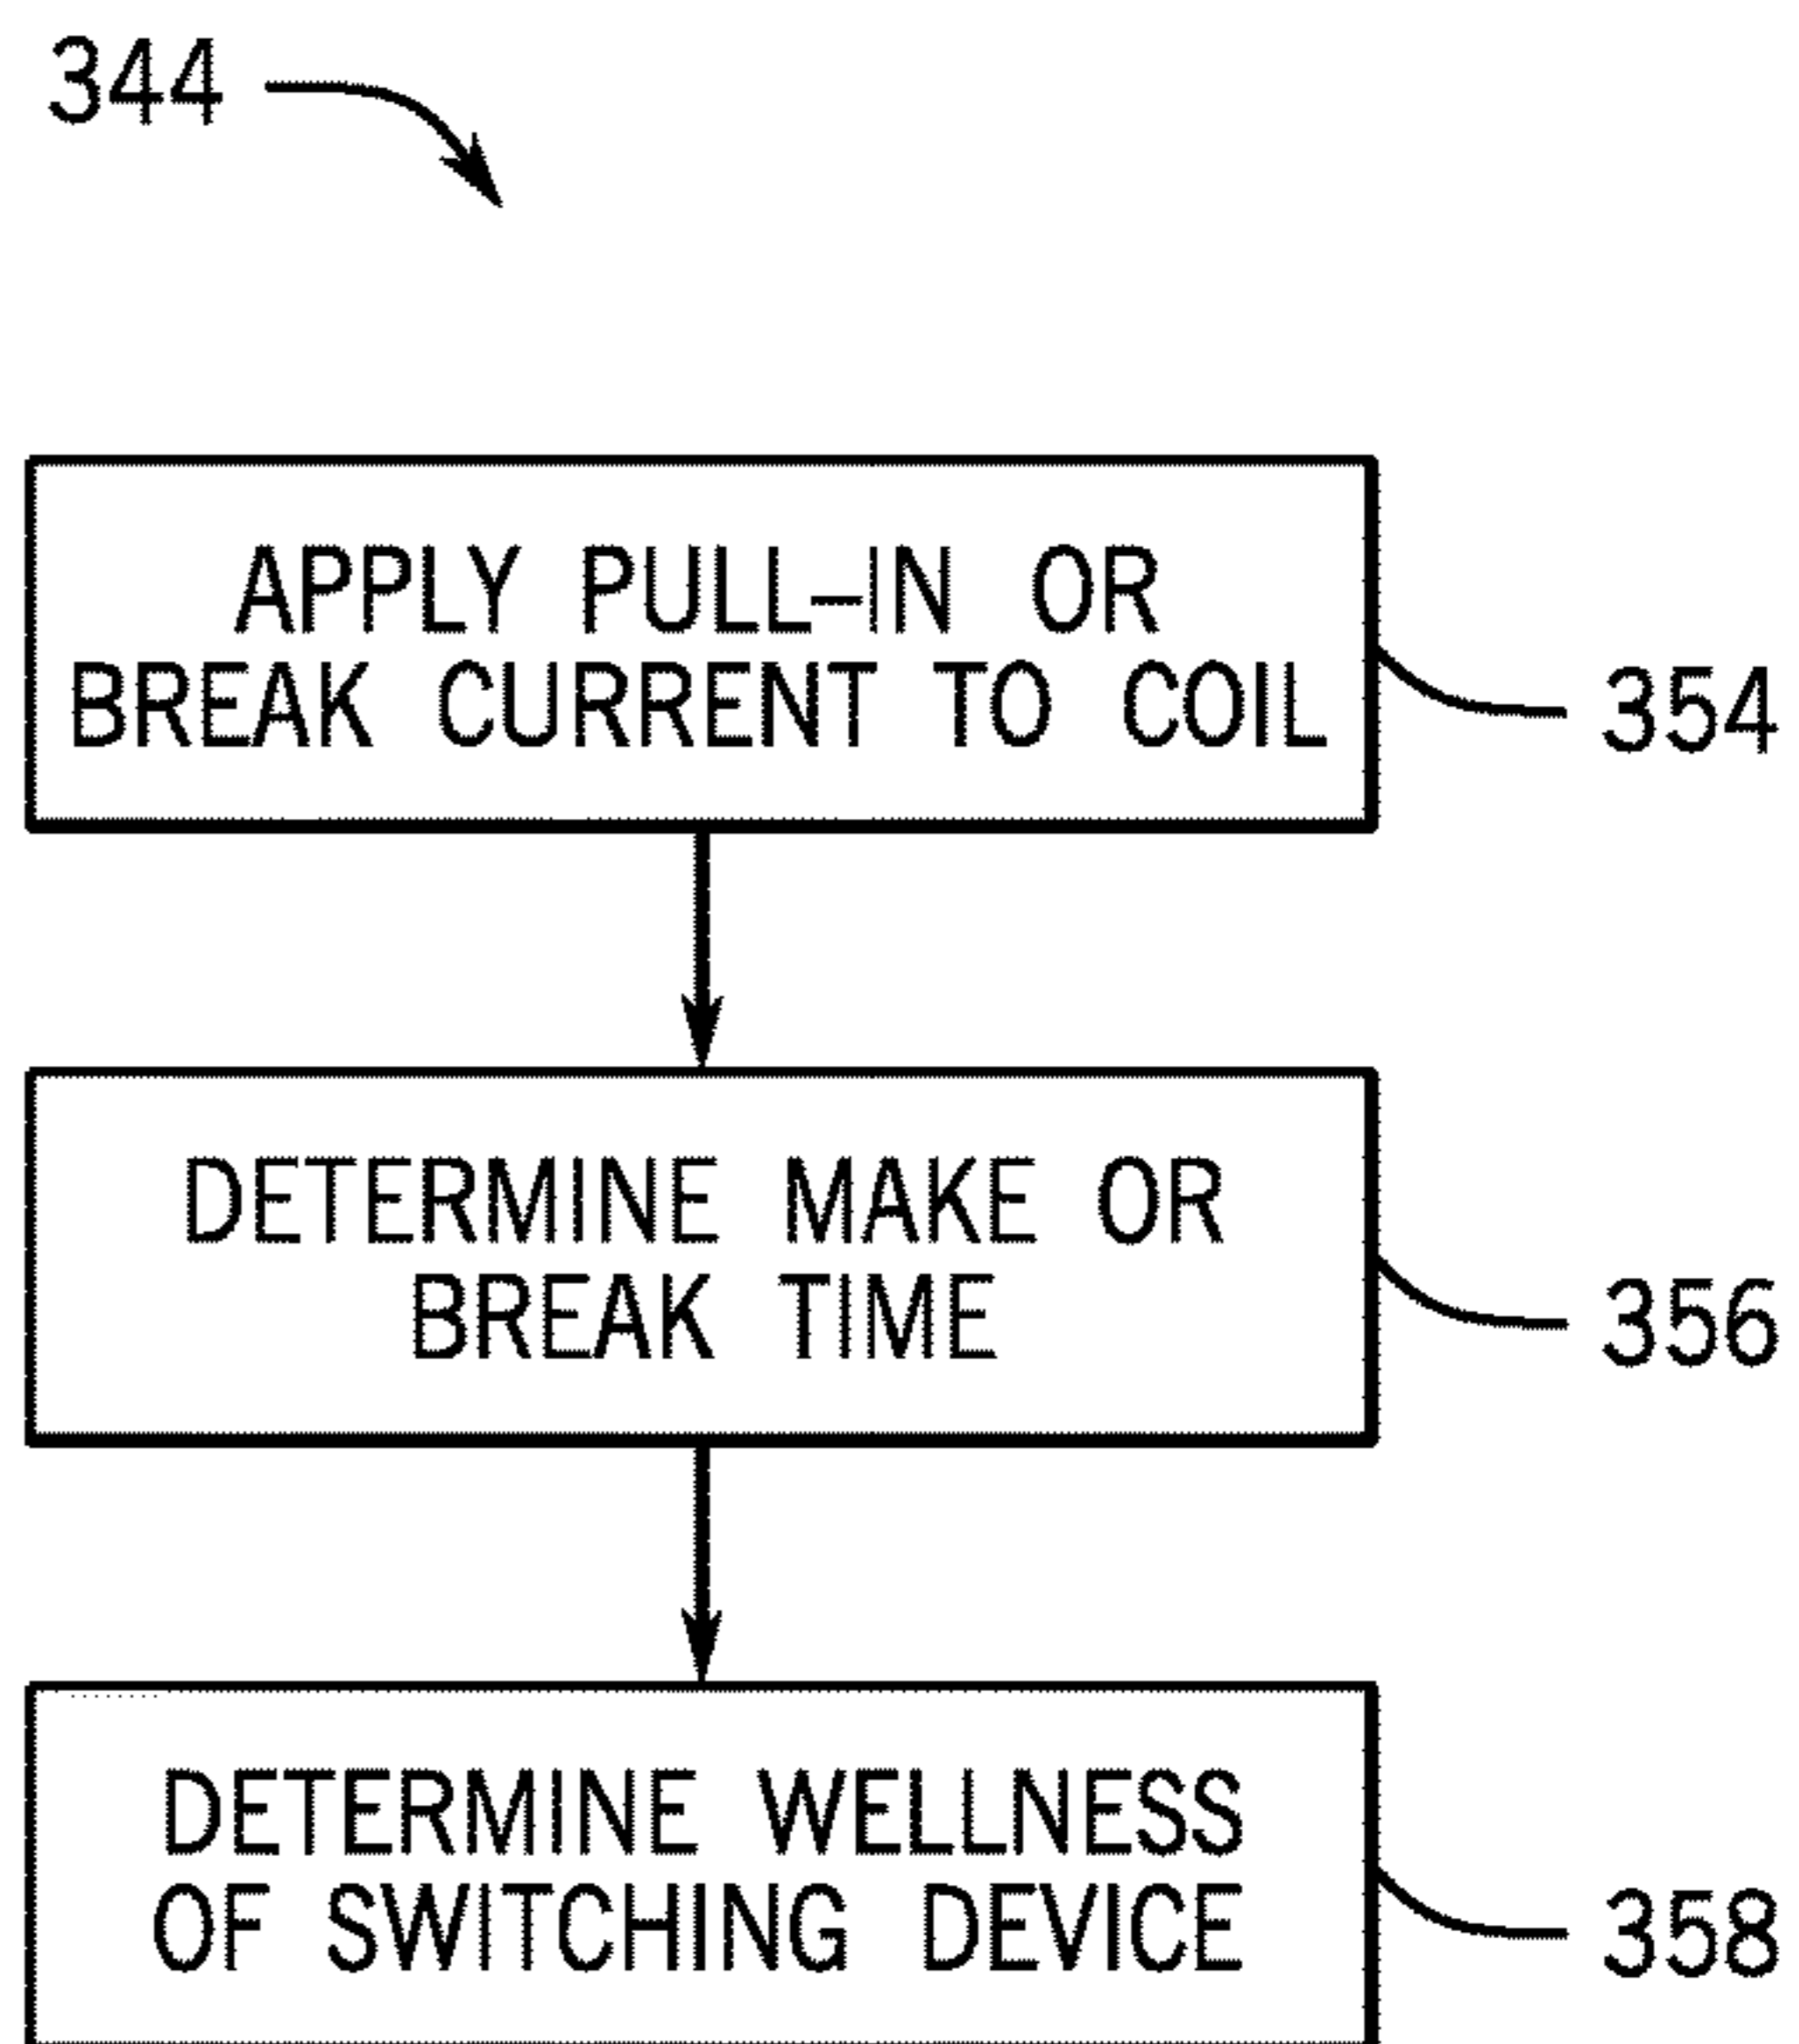 344
APPLY PULL-IN OR
BREAK CURRENT TO COIL
354
DETERMINE MAKE OR
BREAK TIME
356
DETERMINE WELLNESS
OF SWITCHING DEVICE
358